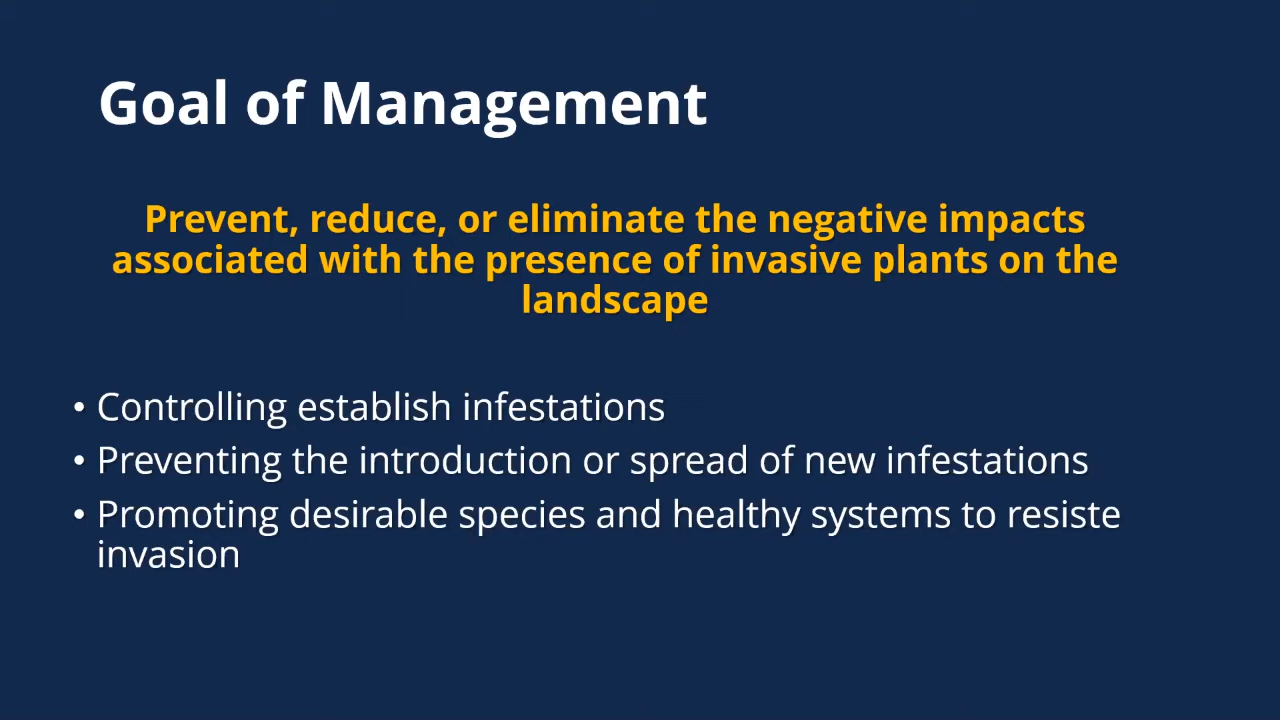 Goal of Management
Prevent, reduce, or eliminate the negative impacts
associated with the presence of invasive plants on the
landscape
• Controlling establish infestations
• Preventing the introduction or spread of new infestations
• Promoting desirable species and healthy systems to resiste
invasion